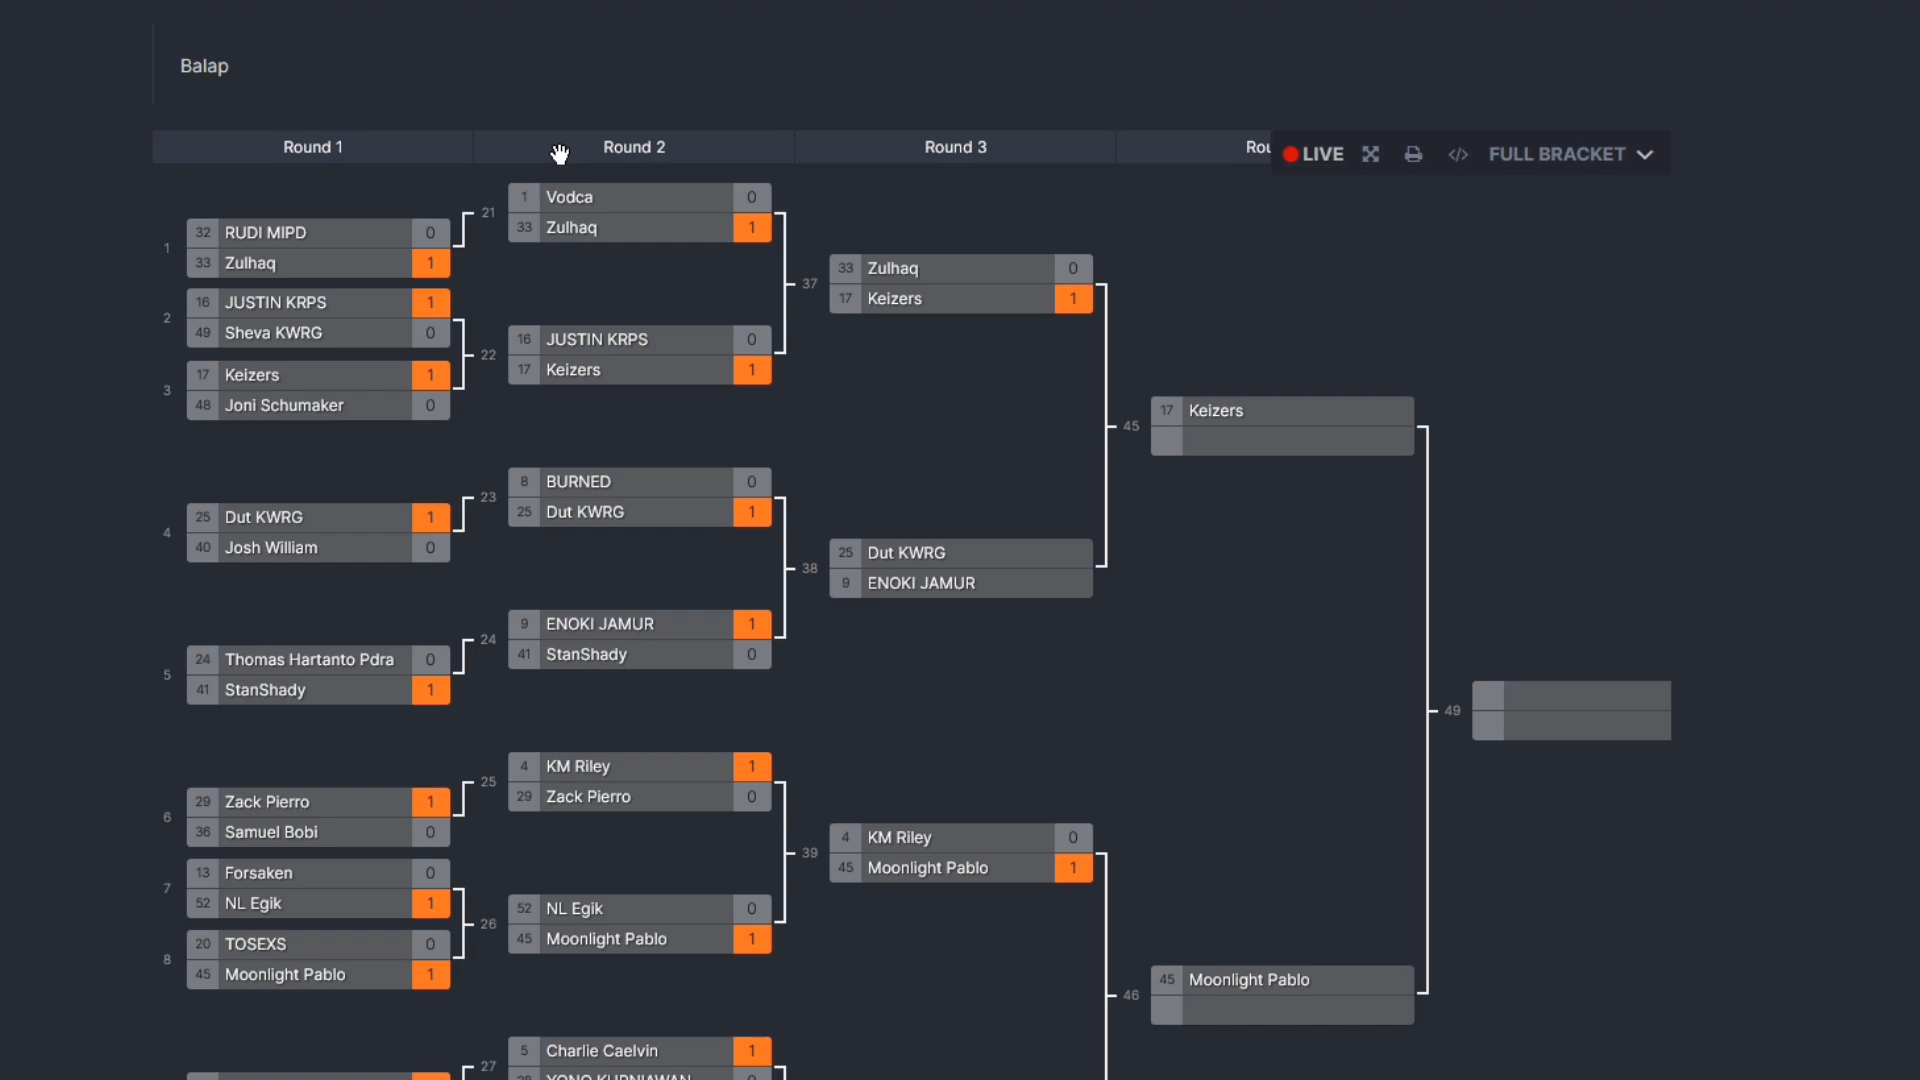 Balap
Round 1
Round 2
Round 3
Rou
LIVE
FULL BRACKET
1
32 RUDI MIPD 0
33 Zulhaq 1
2
16 JUSTIN KRPS 1
49 Sheva KWRG 0
3
17 Keizers 1
48 Joni Schumaker 0
4
25 Dut KWRG 1
40 Josh William 0
5
24 Thomas Hartanto Pdra 0
41 StanShady 1
6
29 Zack Pierro 1
36 Samuel Bobi 0
7
13 Forsaken 0
52 NL Egik 1
8
20 TOSEXS 0
45 Moonlight Pablo 1
21
1 Vodca 0
33 Zulhaq 1
22
16 JUSTIN KRPS 0
17 Keizers 1
23
8 BURNED 0
25 Dut KWRG 1
24
9 ENOKI JAMUR 1
41 StanShady 0
25
4 KM Riley 1
29 Zack Pierro 0
26
52 NL Egik 0
45 Moonlight Pablo 1
27
5 Charlie Caelvin 1
YONO KURNIAWAN
37
33 Zulhaq 0
17 Keizers 1
38
25 Dut KWRG
9 ENOKI JAMUR
39
4 KM Riley 0
45 Moonlight Pablo 1
45
17 Keizers
46
45 Moonlight Pablo
49